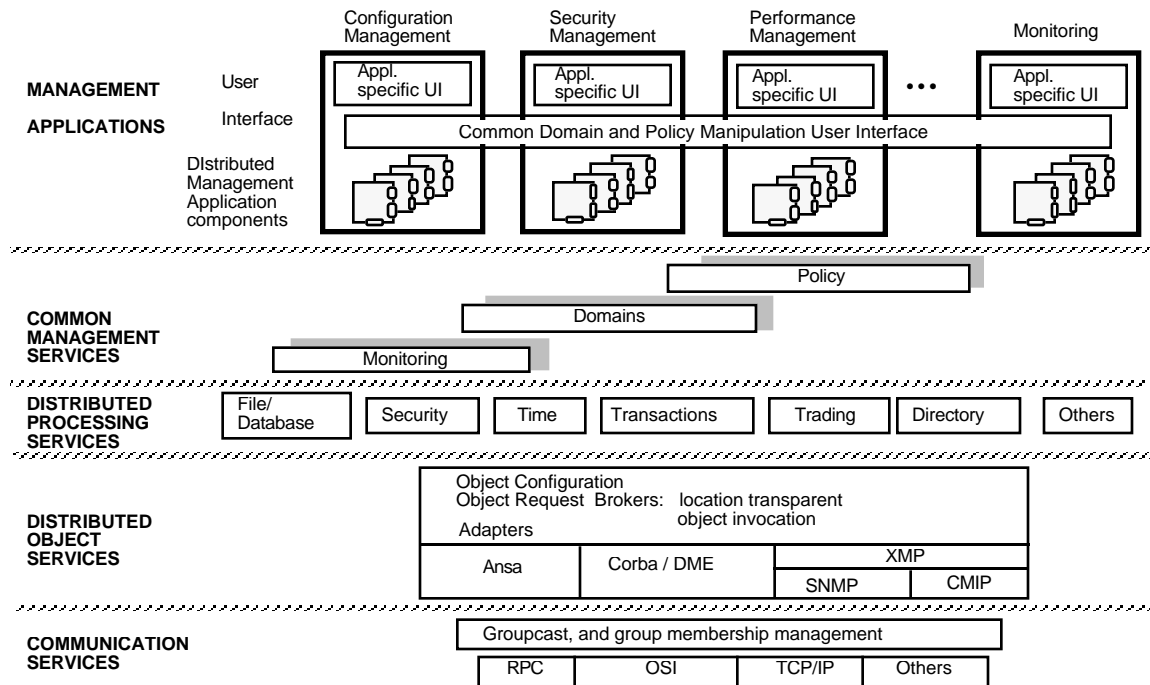 Configuration
Management
Security
Management
Performance
Management
Monitoring
MANAGEMENT
APPLICATIONS
User
Interface
Appl.
specific UI
Appl.
specific UI
Appl.
specific UI
•••
Appl.
specific UI
Common Domain and Policy Manipulation User Interface
DIstributed
Management
Application
components
COMMON
MANAGEMENT
SERVICES
Policy
Domains
Monitoring
DISTRIBUTED
PROCESSING
SERVICES
File/
Database
Security
Time
Transactions
Trading
Directory
Others
DISTRIBUTED
OBJECT
SERVICES
Object Configuration
Object Request Brokers: location transparent
object invocation
Adapters
Ansa
Corba / DME
XMP
SNMP
CMIP
COMMUNICATION
SERVICES
Groupcast, and group membership management
RPC
OSI
TCP/IP
Others